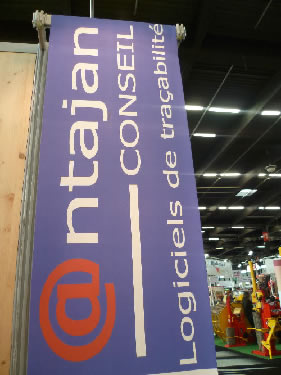 @ntajan
CONSEIL
Logiciels de traçabilité